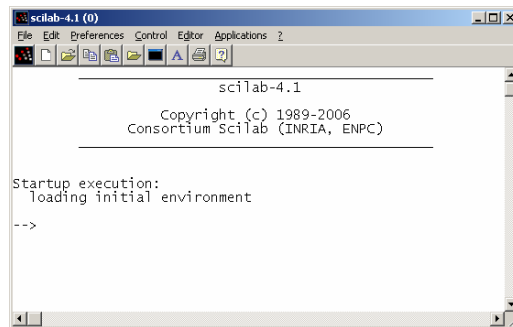 scilab-4.1 (0)
File Edit Preferences Control Editor Applications ?
A
scilab-4.1
Copyright (c) 1989-2006
Consortium Scilab (INRIA, ENPC)
Startup execution:
loading initial environment
-->